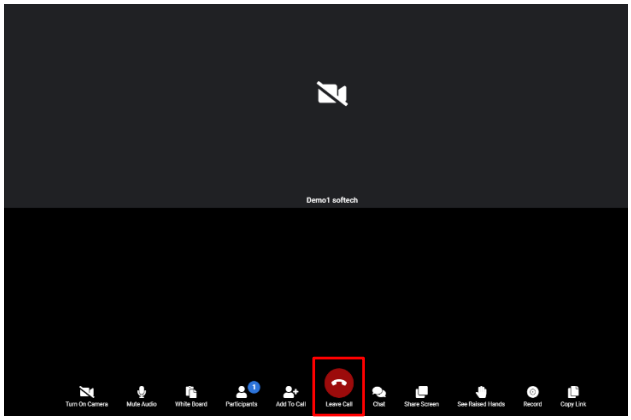 Demo1 softech
1
Turn On Camera
Mute Audio
While Board
Participants
Add To Call
Leave Call
Chat
Share Screen
See Raised Hands
Record
Copy Link